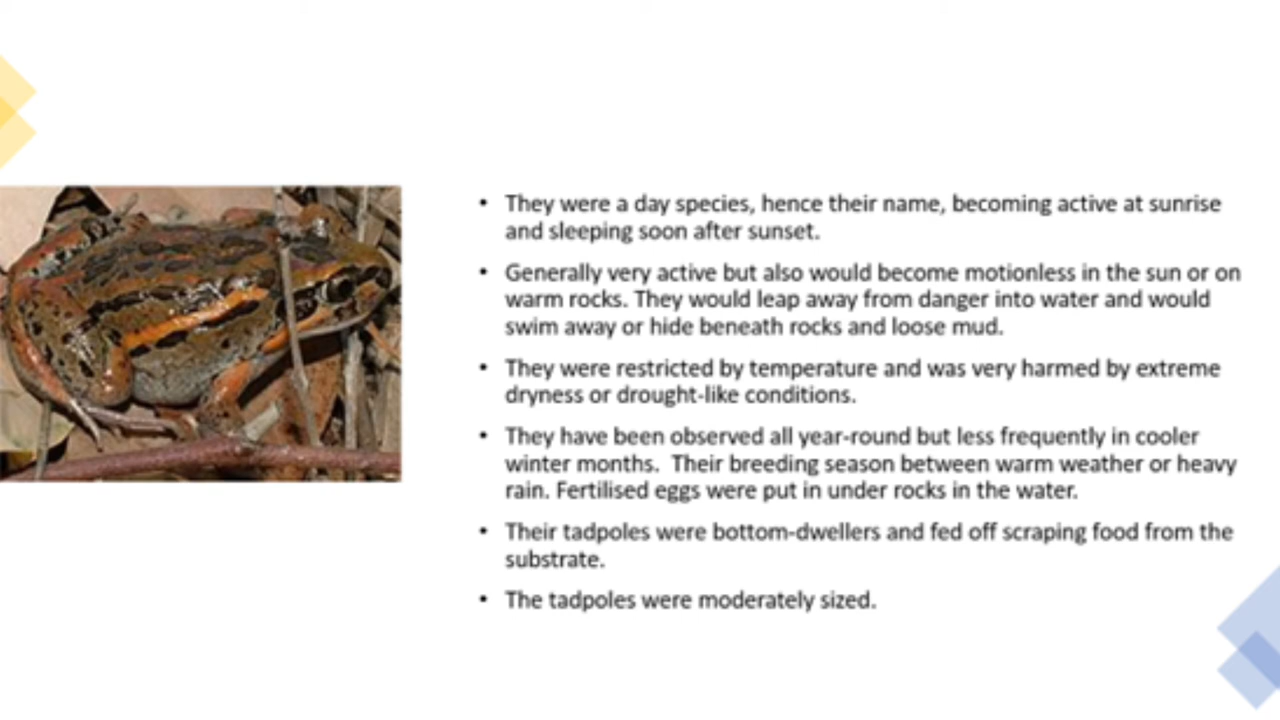 • They were a day species, hence their name, becoming active at sunrise
and sleeping soon after sunset.
• Generally very active but also would become motionless in the sun or on
warm rocks. They would leap away from danger into water and would
swim away or hide beneath rocks and loose mud.
• They were restricted by temperature and was very harmed by extreme
dryness or drought-like conditions.
• They have been observed all year-round but less frequently in cooler
winter months.  Their breeding season between warm weather or heavy
rain. Fertilised eggs were put in under rocks in the water.
• Their tadpoles were bottom-dwellers and fed off scraping food from the
substrate.
• The tadpoles were moderately sized.